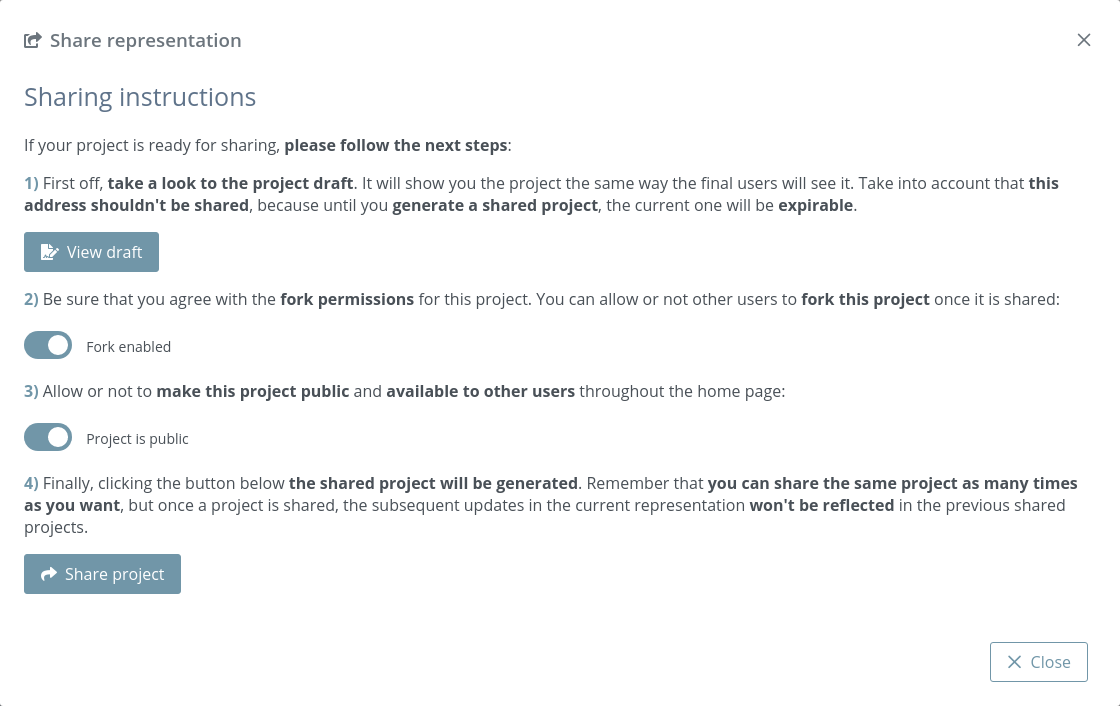 Share representation
Sharing instructions
If your project is ready for sharing, please follow the next steps:
1) First off, take a look to the project draft. It will show you the project the same way the final users will see it. Take into account that this
address shouldn't be shared, because until you generate a shared project, the current one will be expirable.
View draft
2) Be sure that you agree with the fork permissions for this project. You can allow or not other users to fork this project once it is shared:
Fork enabled
3) Allow or not to make this project public and available to other users throughout the home page:
Project is public
4) Finally, clicking the button below the shared project will be generated. Remember that you can share the same project as many times
as you want, but once a project is shared, the subsequent updates in the current representation won't be reflected in the previous shared
projects.
Share project
Close